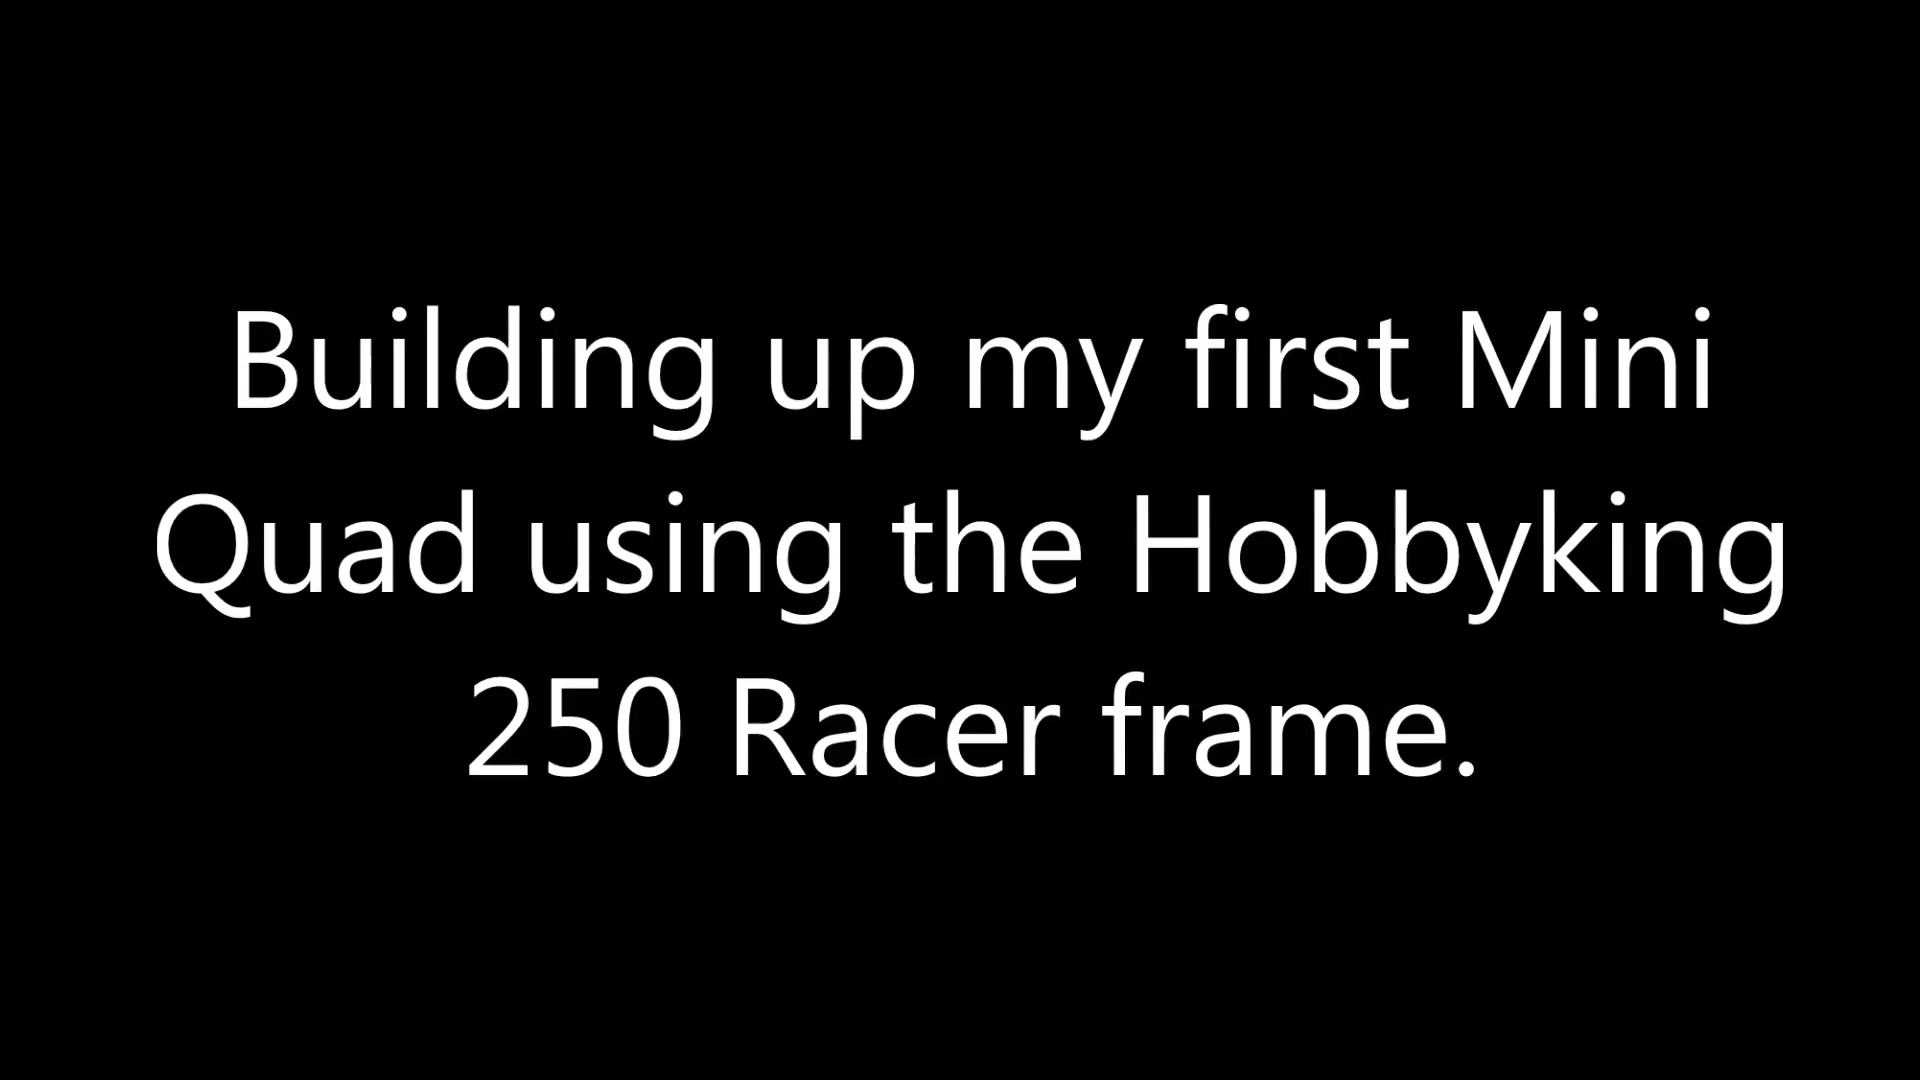 Building up my first Mini
Quad using the Hobbyking
250 Racer frame.